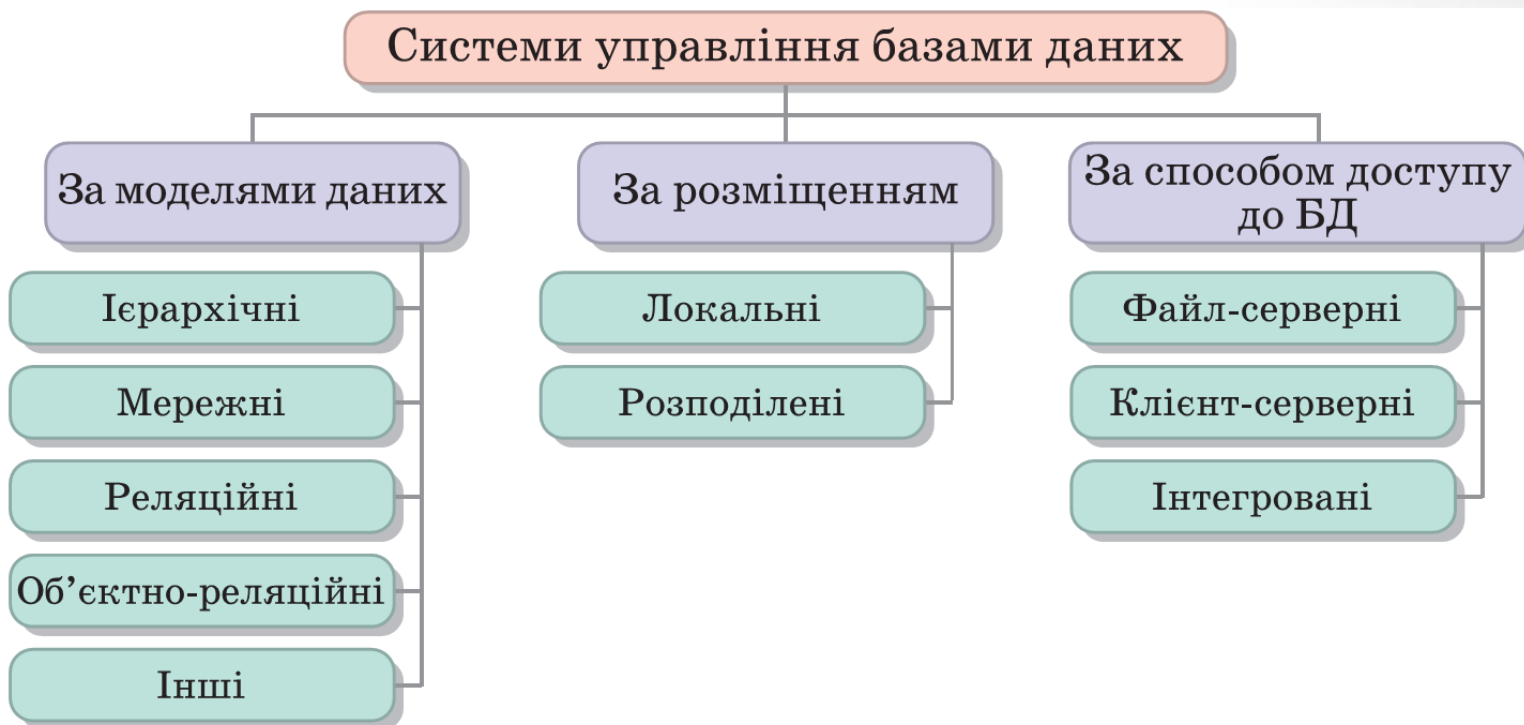 Системи управління базами даних
За моделями даних
Ієрархічні
Мережні
Реляційні
Об’єктно-реляційні
Інші
За розміщенням
Локальні
Розподілені
За способом доступу
до БД
Файл-серверні
Клієнт-серверні
Інтегровані